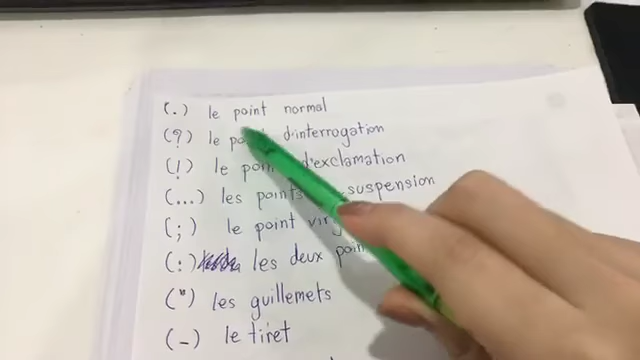 (.) le point normal
(?) le d'interrogation
(!) le d'exclamation
(...) les points suspension
(;) le point
(:) les deux
(") les guillemets
(-) le tiret